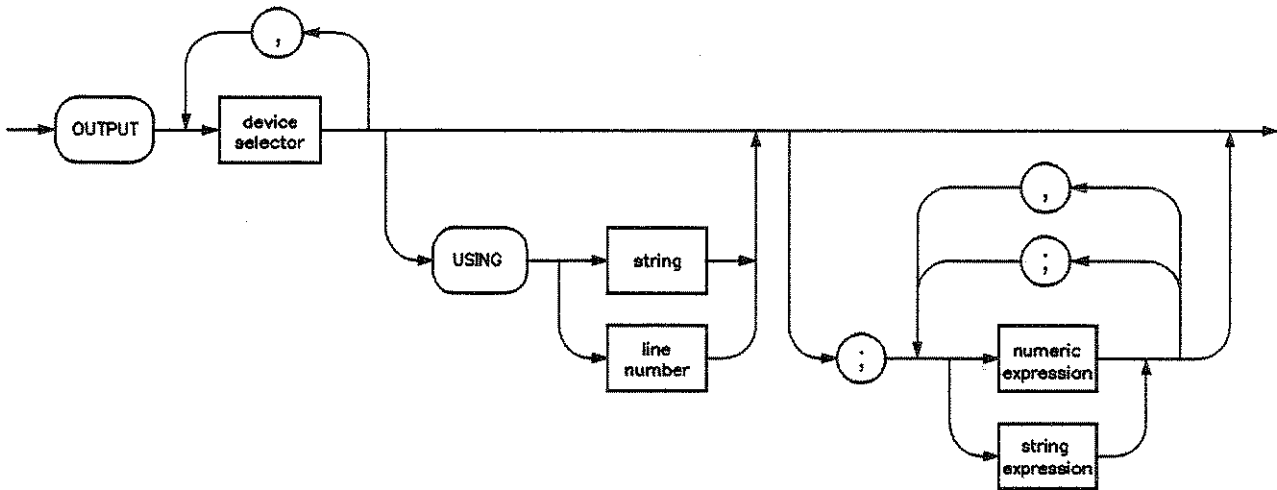 ,
OUTPUT
device
selector
,
;
USING
string
line
number
;
numeric
expression
string
expression